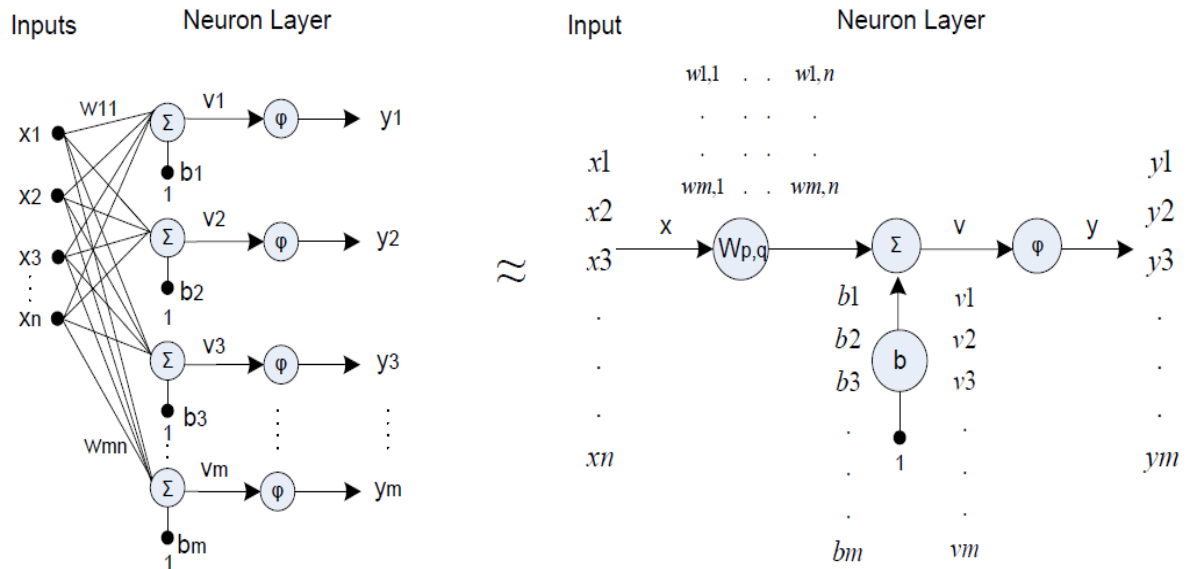 Inputs Neuron Layer
W11 V1 y1
x1 Σ φ
b1
1
x2 V2 y2
Σ φ
x3 b2
1
xn V3 y3
Σ φ
b3
1
Wmn Vm ym
Σ φ
bm
1
≈
Input Neuron Layer
w1,1 . . w1,n
wm,1 . . wm,n
x1 y1
x2 y2
x3 x Wp,q Σ v φ y y3
b1 v1
b2 b v2
b3 v3
xn 1 ym
bm vm